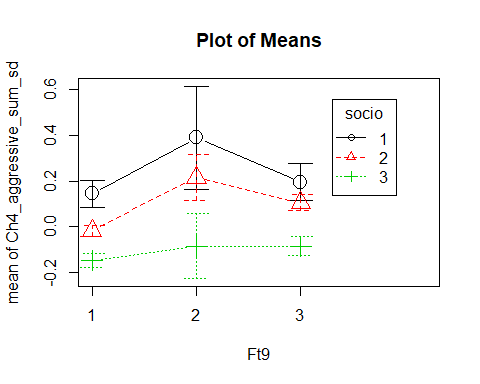 Plot of Means
mean of Ch4_aggressive_sum_sd
0.6
0.4
0.2
0.0
-0.2
socio
1
2
3
1 2 3
Ft9